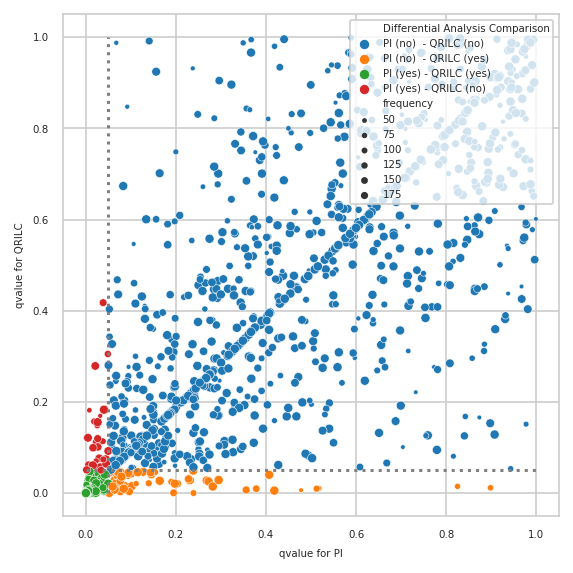 Differential Analysis Comparison
PI (no)  - QRILC (no)
PI (no)  - QRILC (yes)
PI (yes) - QRILC (yes)
PI (yes) - QRILC (no)
frequency
50
75
100
125
150
175
1.0
0.8
0.6
0.4
0.2
0.0
qvalue for QRILC
0.0 0.2 0.4 0.6 0.8 1.0
qvalue for PI